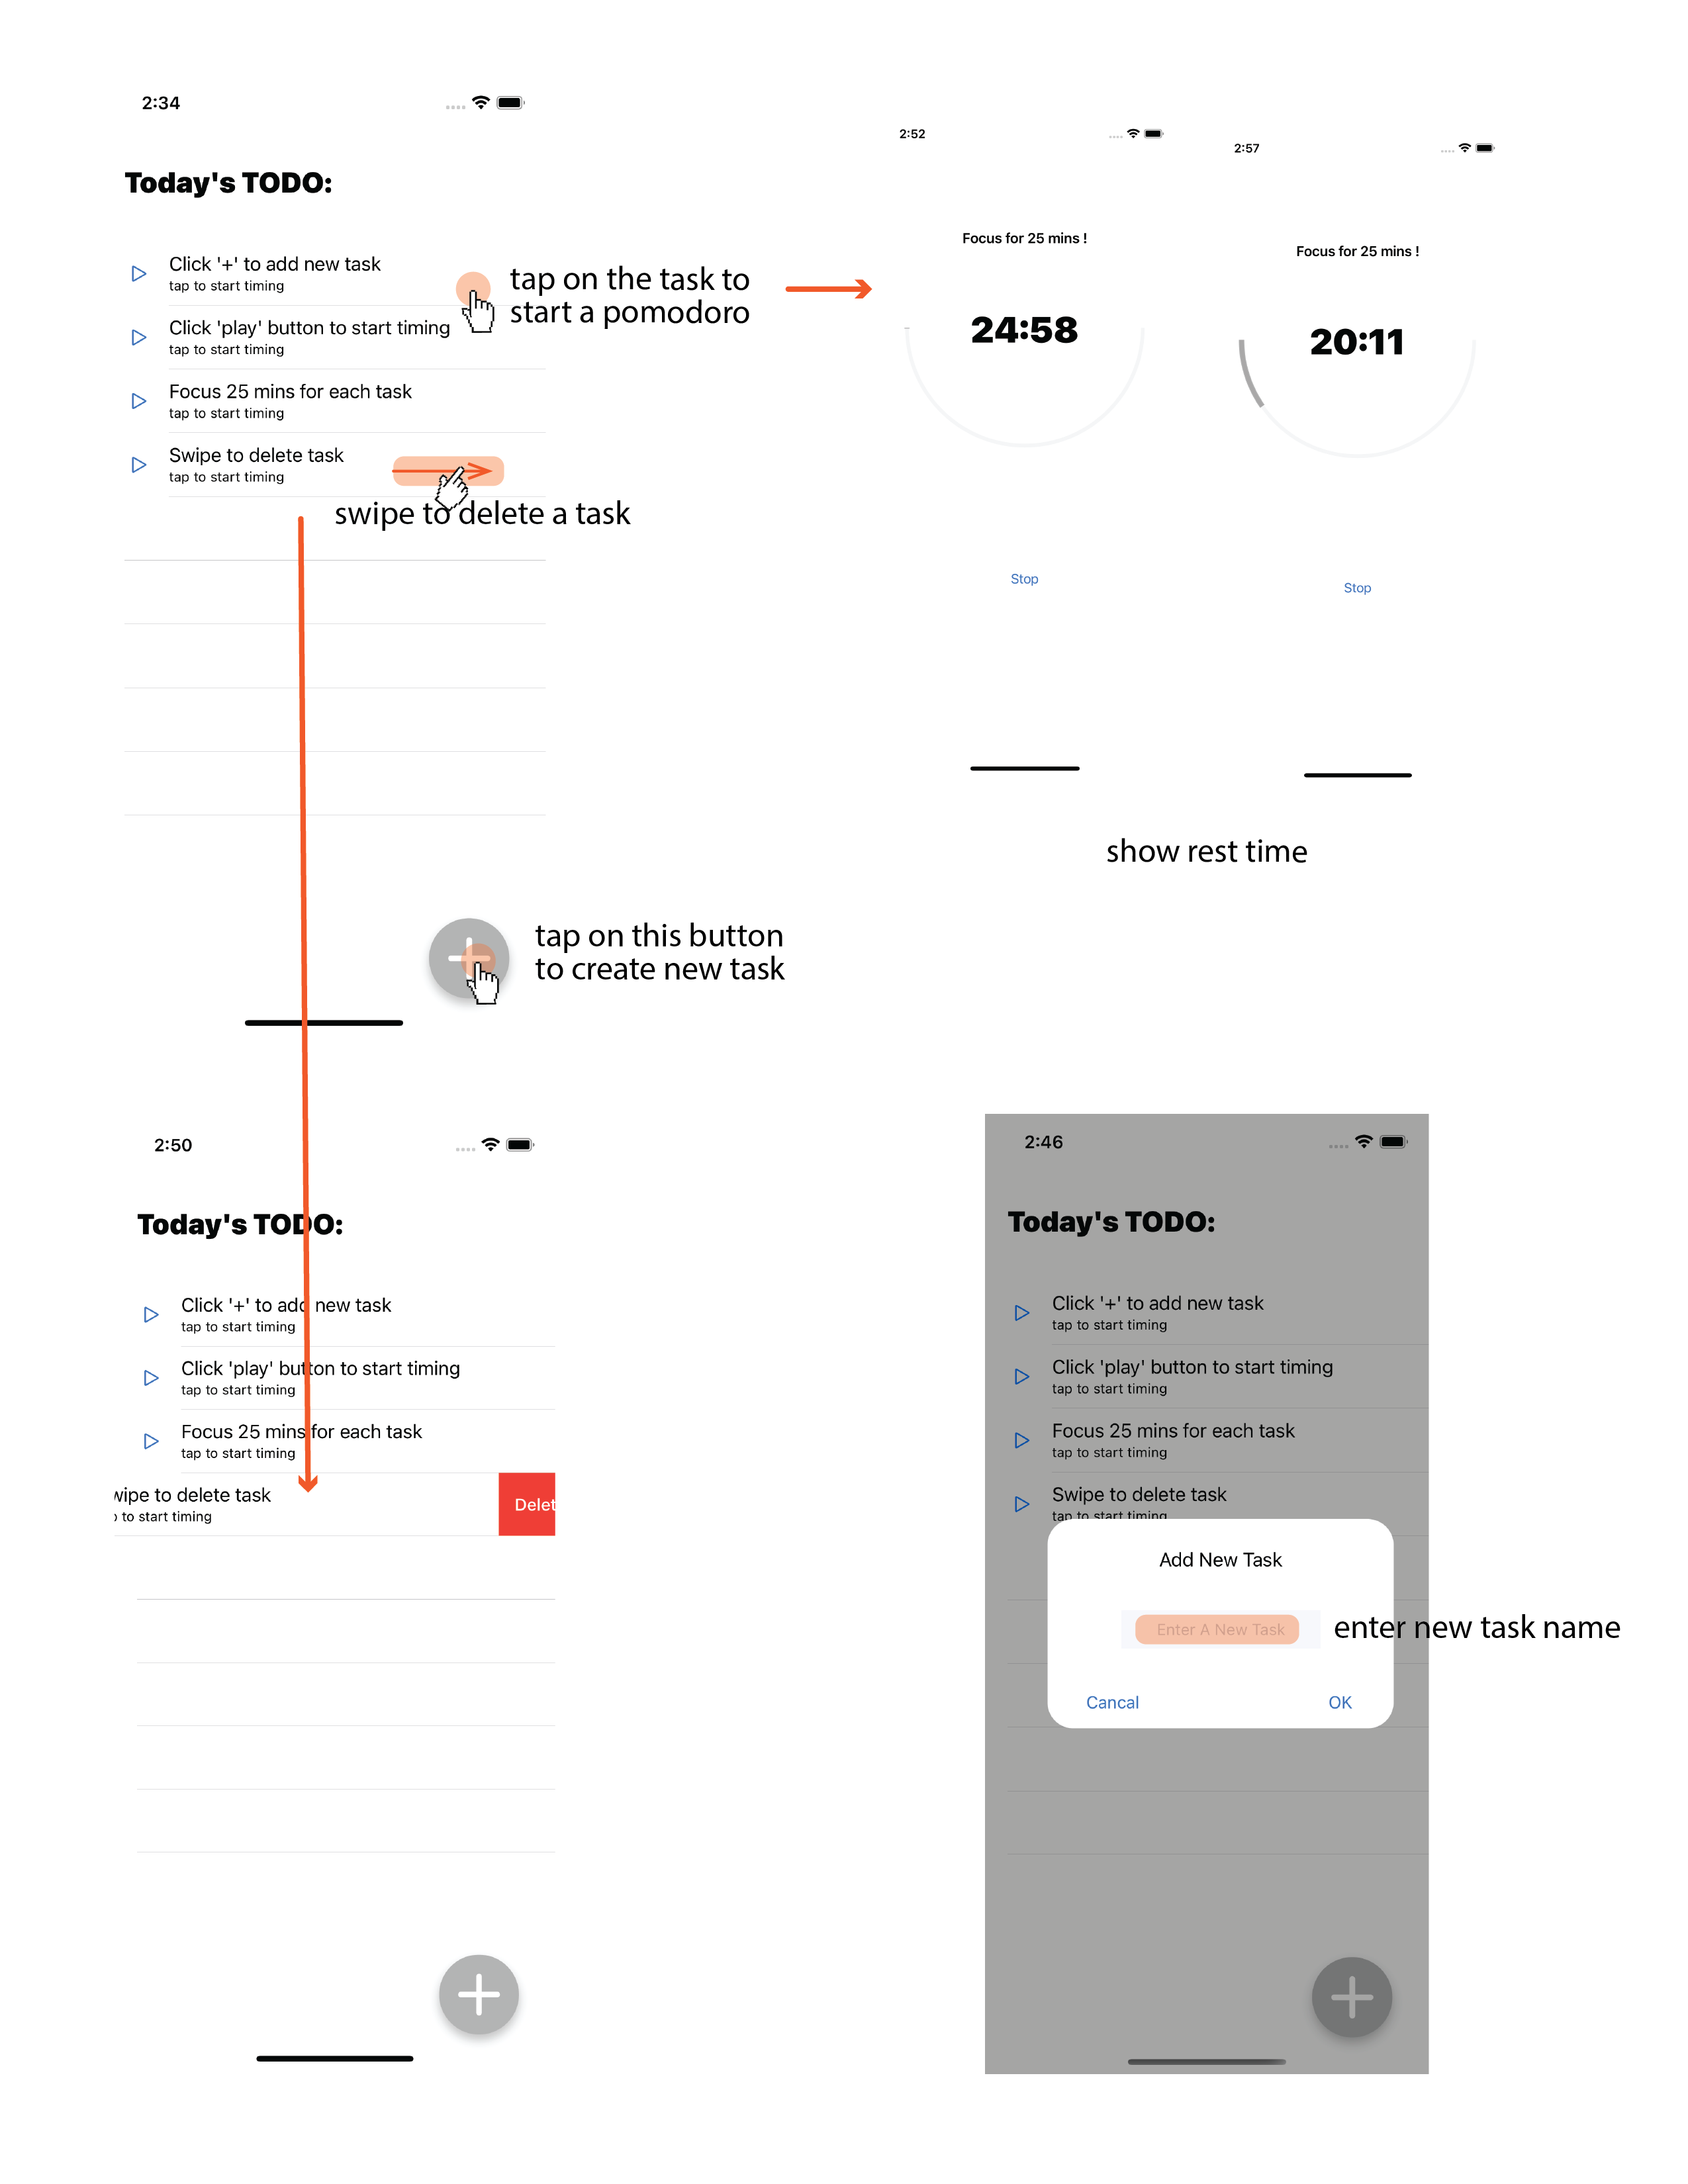 2:34
Today's TODO:
Click '+' to add new task
tap to start timing
Click 'play' button to start timing
tap to start timing
Focus 25 mins for each task
tap to start timing
Swipe to delete task
tap to start timing
tap on the task to
start a pomodoro
swipe to delete a task
tap on this button
to create new task
2:52
Focus for 25 mins !
24:58
Stop
2:57
Focus for 25 mins !
20:11
Stop
show rest time
2:50
Today's TODO:
Click '+' to add new task
tap to start timing
Click 'play' button to start timing
tap to start timing
Focus 25 mins for each task
tap to start timing
wipe to delete task
Delet
p to start timing
2:46
Today's TODO:
Click '+' to add new task
tap to start timing
Click 'play' button to start timing
tap to start timing
Focus 25 mins for each task
tap to start timing
Swipe to delete task
tap to start timing
Add New Task
Enter A New Task
enter new task name
Cancal
OK